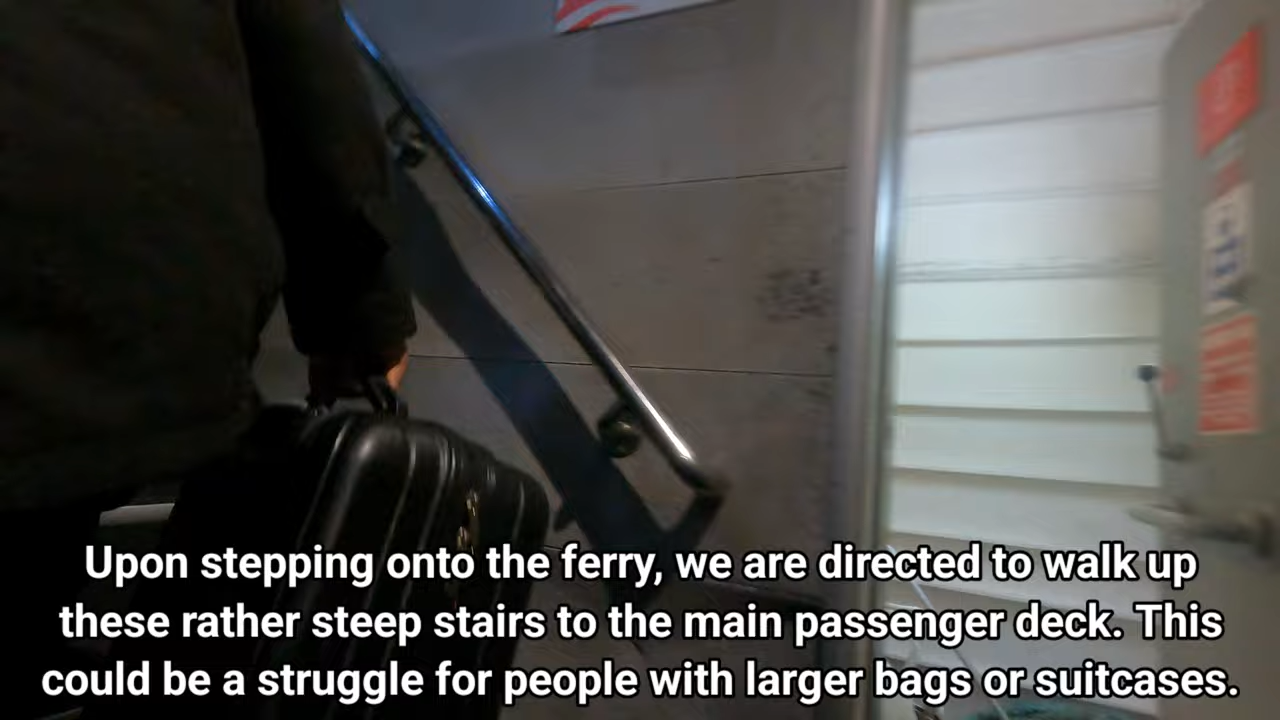 Upon stepping onto the ferry, we are directed to walk up
these rather steep stairs to the main passenger deck. This
could be a struggle for people with larger bags or suitcases.